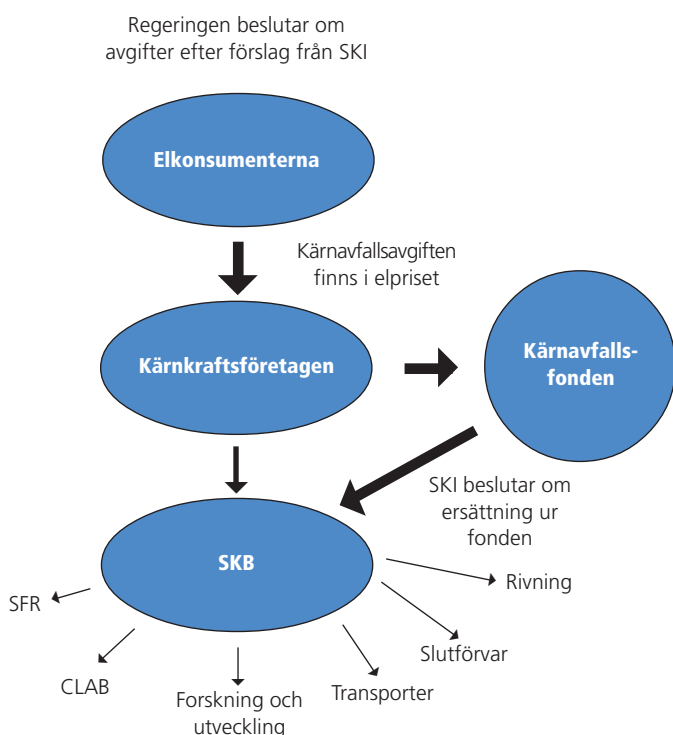 Regeringen beslutar om
avgifter efter förslag från SKI
Elkonsumenterna
Kärnavfallsavgiften
finns i elpriset
Kärnkraftsföretagen
Kärnavfalls-
fonden
SKI beslutar om
ersättning ur
fonden
SKB
Rivning
SFR
Slutförvar
CLAB
Forskning och
utveckling
Transporter